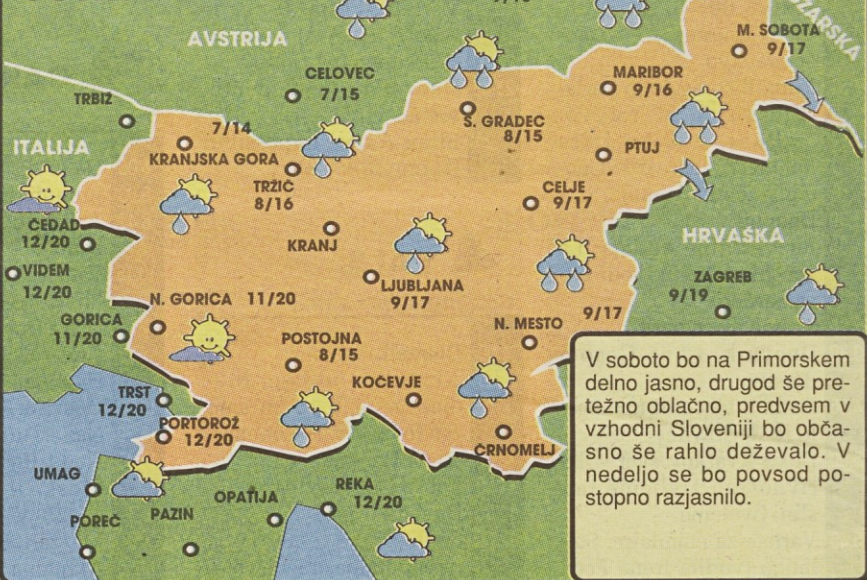 9/16
AVSTRIJA
M. SOBOTA
9/17
CELOVEC
7/15
MARIBOR
9/16
TRBIŽ
Š. GRADEC
8/15
7/14
KRANJSKA GORA
ITALIJA
PTUJ
TRŽIČ
8/16
CELJE
9/17
ČEDAD
12/20
KRANJ
HRVAŠKA
VIDEM
12/20
LJUBLJANA
9/17
ZAGREB
9/19
N. GORICA 11/20
GORICA
11/20
9/17
N. MESTO
POSTOJNA
8/15
KOČEVJE
TRST
12/20
PORTOROŽ
12/20
ČRNOMELJ
UMAG
OPATIJA
REKA
12/20
POREČ
PAZIN
V soboto bo na Primorskem
delno jasno, drugod še pre-
težno oblačno, predvsem v
vzhodni Sloveniji bo obča-
sno še rahlo deževalo. V
nedeljo se bo povsod po-
stopno razjasnilo.